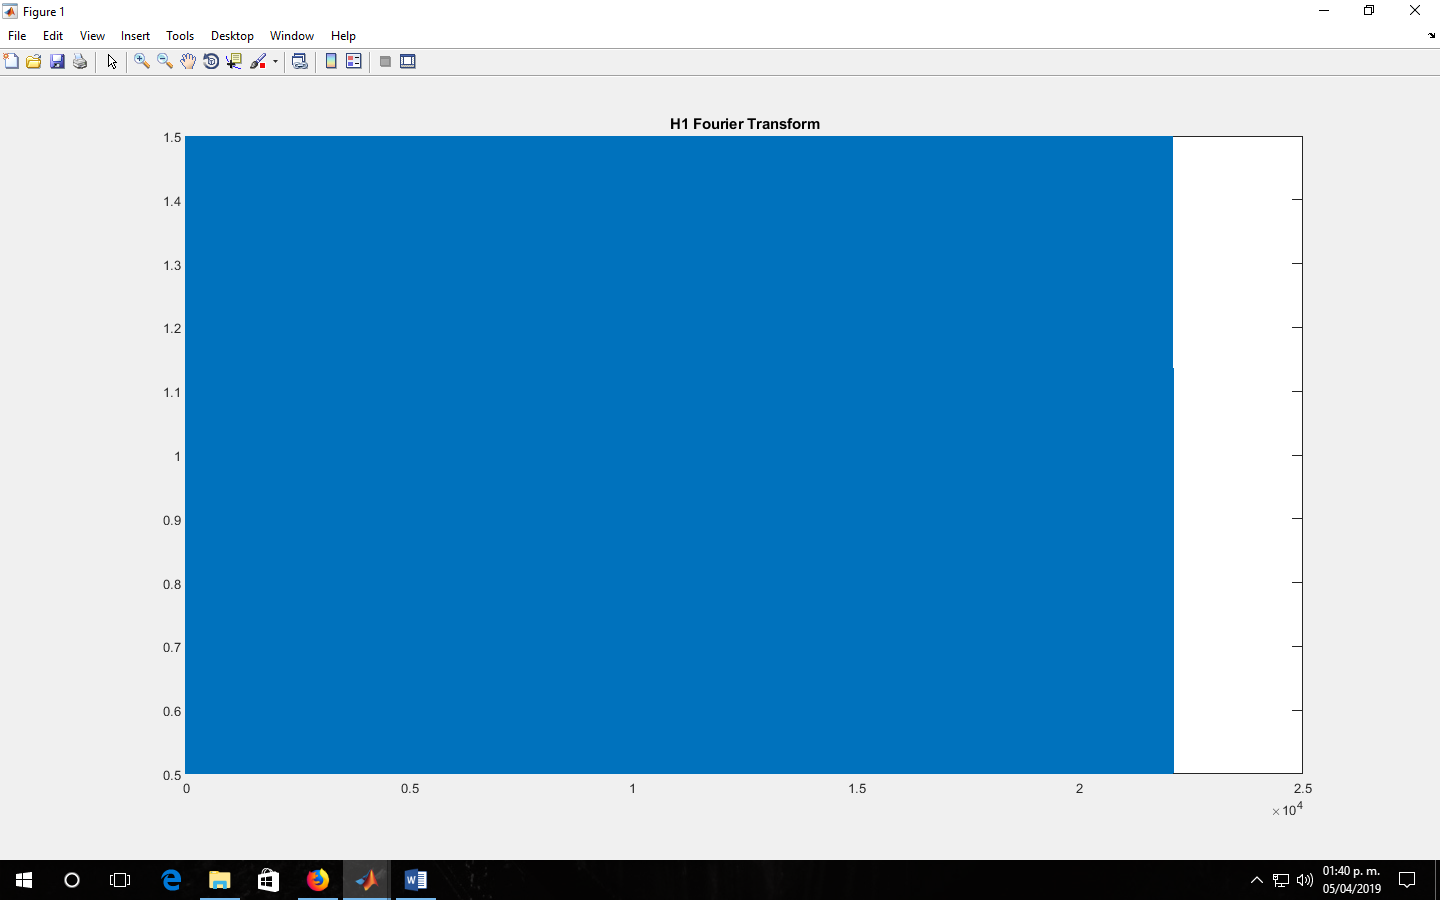 Figure 1
File Edit View Insert Tools Desktop Window Help
H1 Fourier Transform
1.5
1.4
1.3
1.2
1.1
1
0.9
0.8
0.7
0.6
0.5
0 0.5 1 1.5 2 2.5
×10⁴
01:40 p. m.
05/04/2019